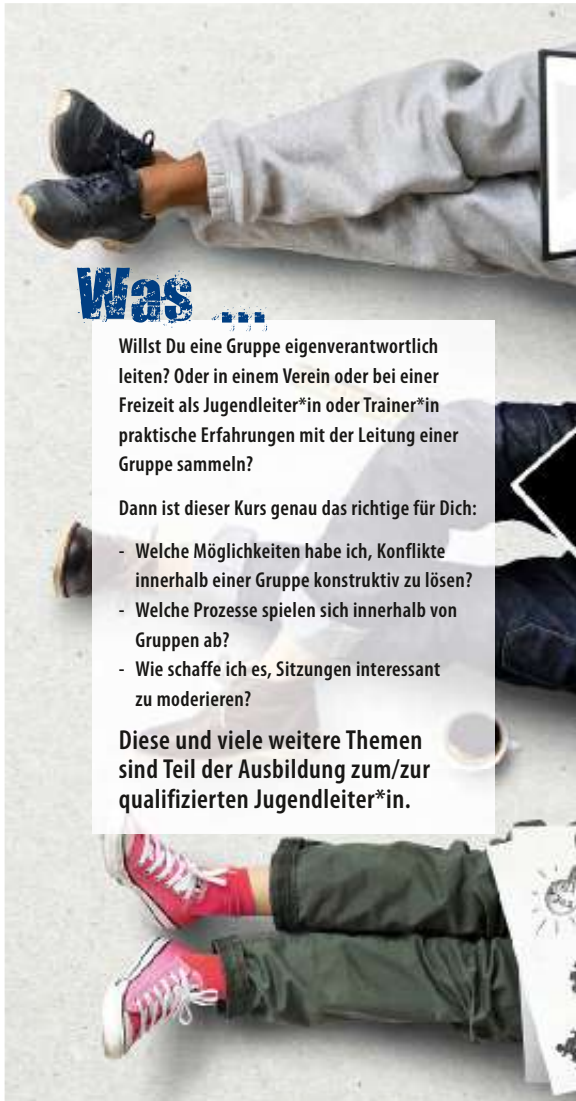 Was ...
Willst Du eine Gruppe eigenverantwortlich
leiten? Oder in einem Verein oder bei einer
Freizeit als Jugendleiter*in oder Trainer*in
praktische Erfahrungen mit der Leitung einer
Gruppe sammeln?
Dann ist dieser Kurs genau das richtige für Dich:
- Welche Möglichkeiten habe ich, Konflikte
innerhalb einer Gruppe konstruktiv zu lösen?
- Welche Prozesse spielen sich innerhalb von
Gruppen ab?
- Wie schaffe ich es, Sitzungen interessant
zu moderieren?
Diese und viele weitere Themen
sind Teil der Ausbildung zum/zur
qualifizierten Jugendleiter*in.